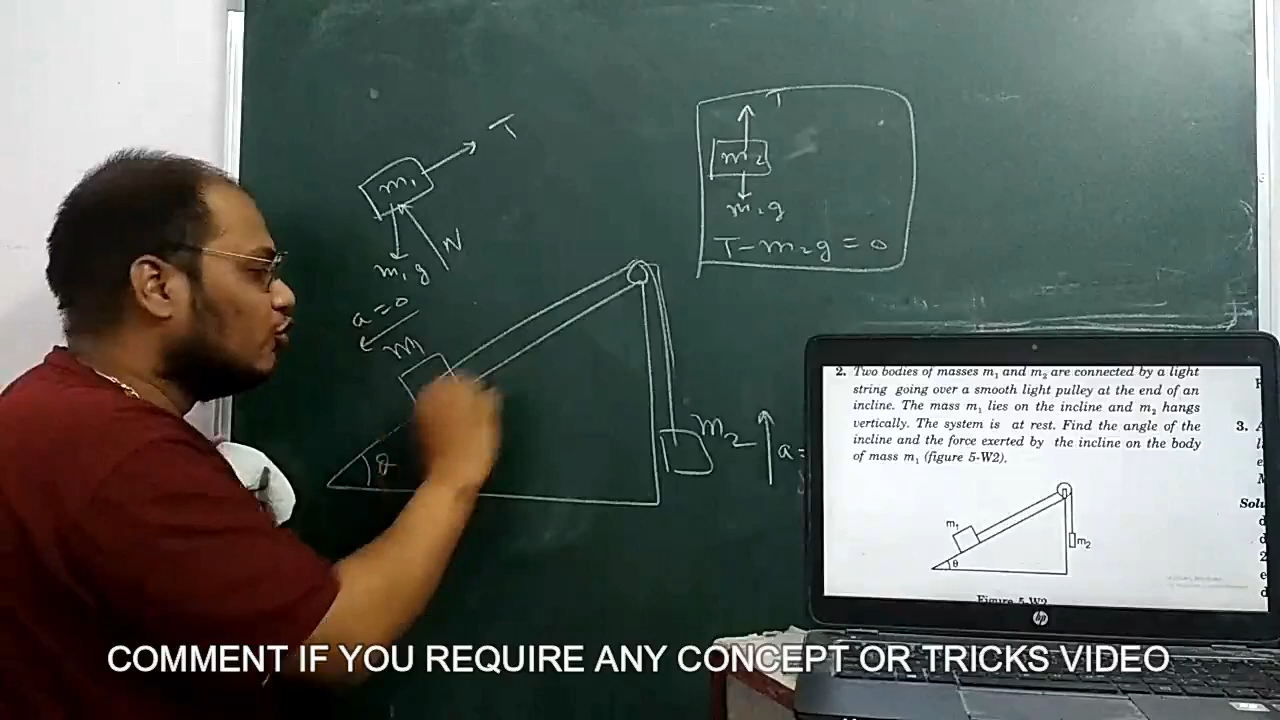 T
m₁
m₁g
N
a=0
m₁
θ
T
m₂
m₂g
T-m₂g=0
m₂
a=
2. Two bodies of masses m₁ and m₂ are connected by a light
string going over a smooth light pulley at the end of an
incline. The mass m₁ lies on the incline and m₂ hangs
vertically. The system is at rest. Find the angle of the
incline and the force exerted by the incline on the body
of mass m₁ (figure 5-W2).
m₁
m₂
θ
Figure 5-W2
3.
Solu
hp
COMMENT IF YOU REQUIRE ANY CONCEPT OR TRICKS VIDEO